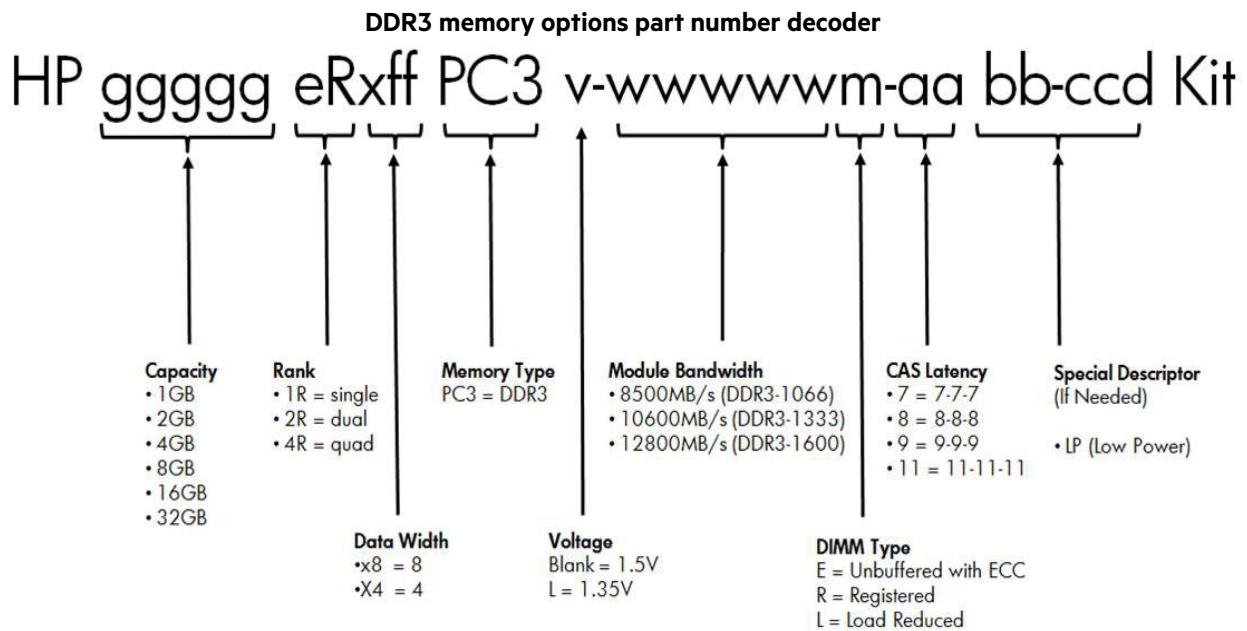 DDR3 memory options part number decoder
HP ggggg eRxff PC3 v-wwwwwm-aa bb-ccd Kit
Capacity
• 1GB
• 2GB
• 4GB
• 8GB
• 16GB
• 32GB
Rank
• 1R = single
• 2R = dual
• 4R = quad
Memory Type
PC3 = DDR3
Module Bandwidth
• 8500MB/s (DDR3-1066)
• 10600MB/s (DDR3-1333)
• 12800MB/s (DDR3-1600)
CAS Latency
• 7 = 7-7-7
• 8 = 8-8-8
• 9 = 9-9-9
• 11 = 11-11-11
Special Descriptor
(If Needed)
• LP (Low Power)
Data Width
•x8 = 8
•X4 = 4
Voltage
Blank = 1.5V
L = 1.35V
DIMM Type
E = Unbuffered with ECC
R = Registered
L = Load Reduced